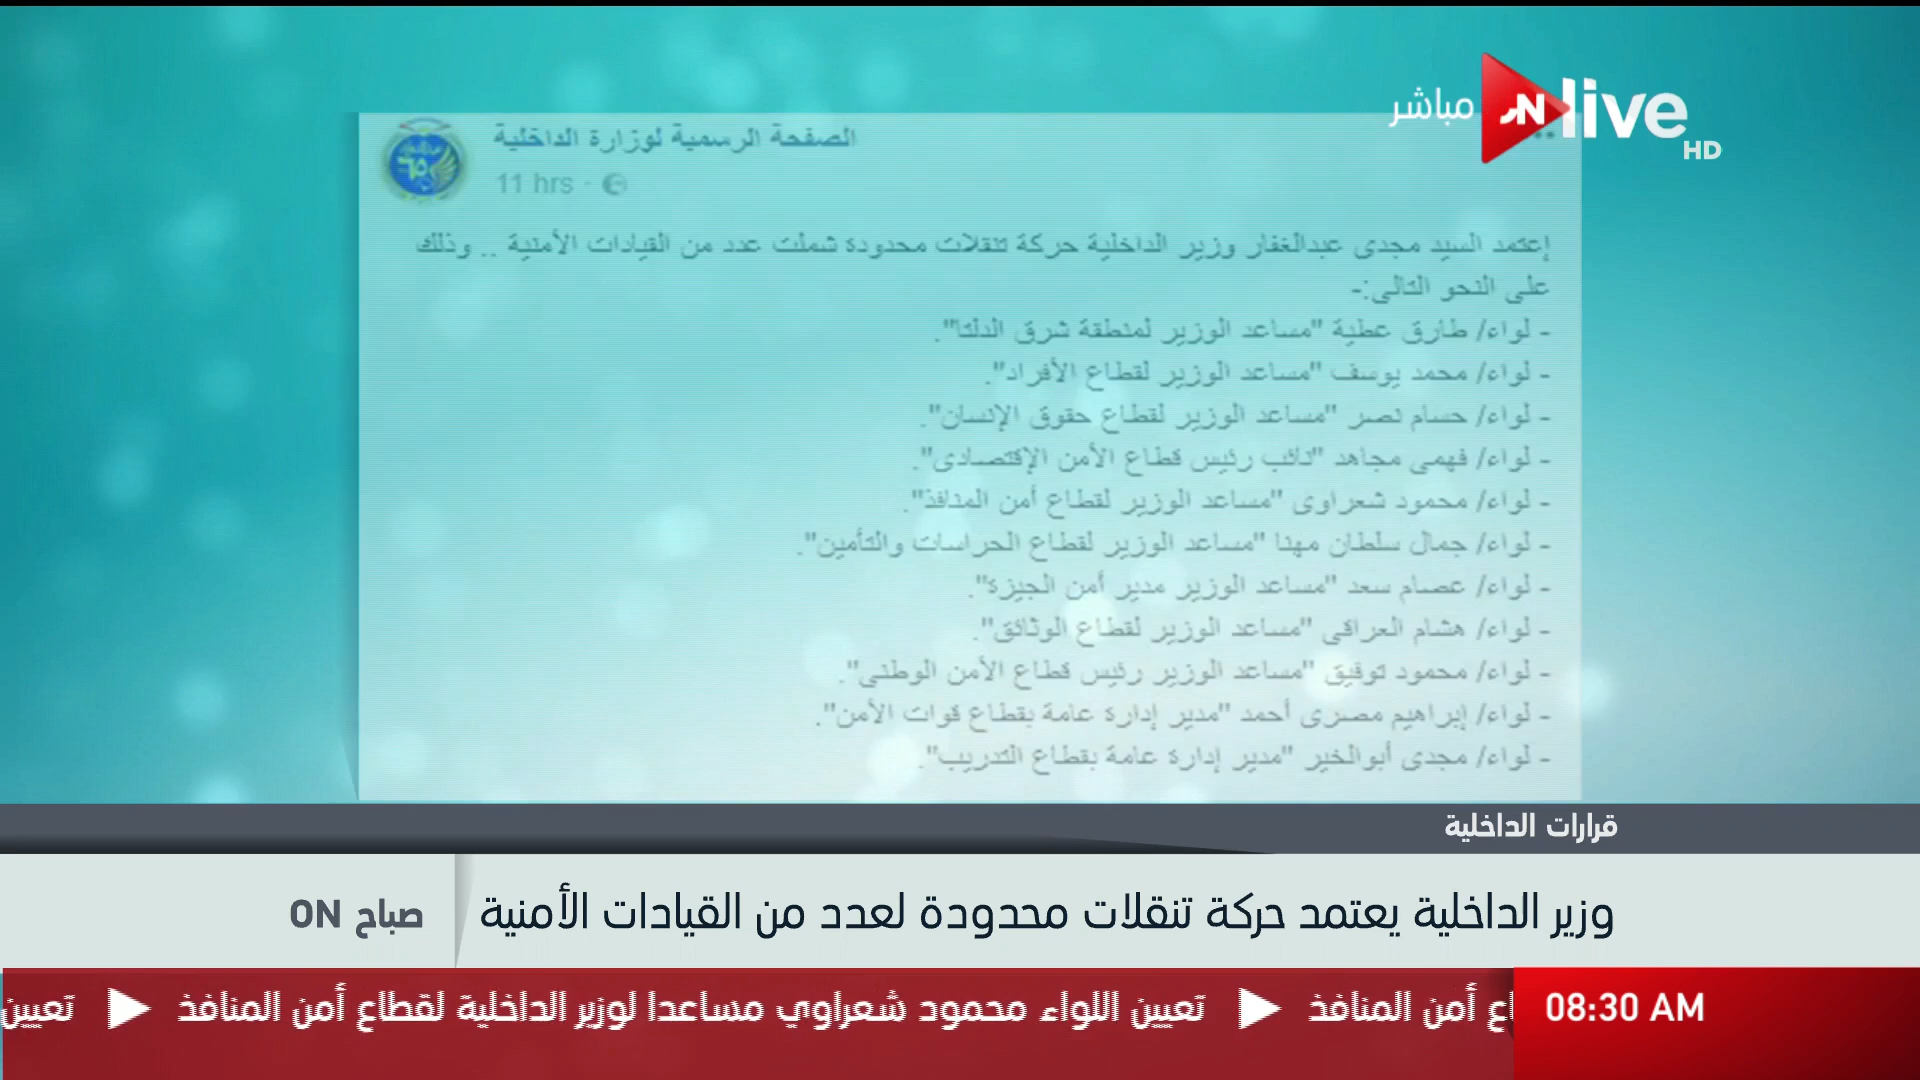 مباشر ON live HD
الصفحة الرسمية لوزارة الداخلية
11 hrs ·
إعتمد السيد مجدى عبدالغفار وزير الداخلية حركة تنقلات محدودة شملت عدد من القيادات الأمنية .. وذلك
على النحو التالى:-
- لواء/ طارق عطية "مساعد الوزير لمنطقة شرق الدلتا".
- لواء/ محمد يوسف "مساعد الوزير لقطاع الأفراد".
- لواء/ حسام نصر "مساعد الوزير لقطاع حقوق الإنسان".
- لواء/ فهمى مجاهد "نائب رئيس قطاع الأمن الإقتصادى".
- لواء/ محمود شعراوى "مساعد الوزير لقطاع أمن المنافذ".
- لواء/ جمال سلطان مهنا "مساعد الوزير لقطاع الحراسات والتأمين".
- لواء/ عصام سعد "مساعد الوزير مدير أمن الجيزه".
- لواء/ هشام العراقى "مساعد الوزير لقطاع الوثائق".
- لواء/ محمود توفيق "مساعد الوزير رئيس قطاع الأمن الوطنى".
- لواء/ إبراهيم مصرى أحمد "مدير إدارة عامة بقطاع قوات الأمن".
- لواء/ مجدى أبوالخير "مدير إدارة عامة بقطاع التدريب".
قرارات الداخلية
وزير الداخلية يعتمد حركة تنقلات محدودة لعدد من القيادات الأمنية
صباح ON
08:30 AM
اع أمن المنافذ ◀ تعيين اللواء محمود شعراوي مساعدا لوزير الداخلية لقطاع أمن المنافذ ◀ تعيين